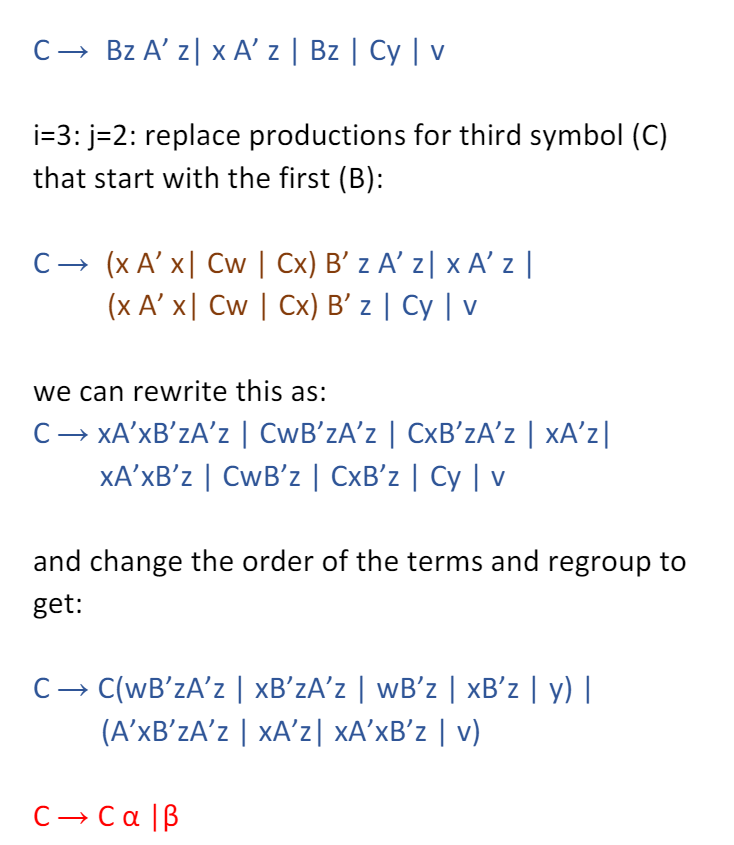 C → Bz A’ z| x A’ z | Bz | Cy | v
i=3: j=2: replace productions for third symbol (C)
that start with the first (B):
C → (x A’ x| Cw | Cx) B’ z A’ z| x A’ z |
(x A’ x| Cw | Cx) B’ z | Cy | v
we can rewrite this as:
C → xA’xB’zA’z | CwB’zA’z | CxB’zA’z | xA’z|
xA’xB’z | CwB’z | CxB’z | Cy | v
and change the order of the terms and regroup to
get:
C → C(wB’zA’z | xB’zA’z | wB’z | xB’z | y) |
(A’xB’zA’z | xA’z| xA’xB’z | v)
C → C α |β